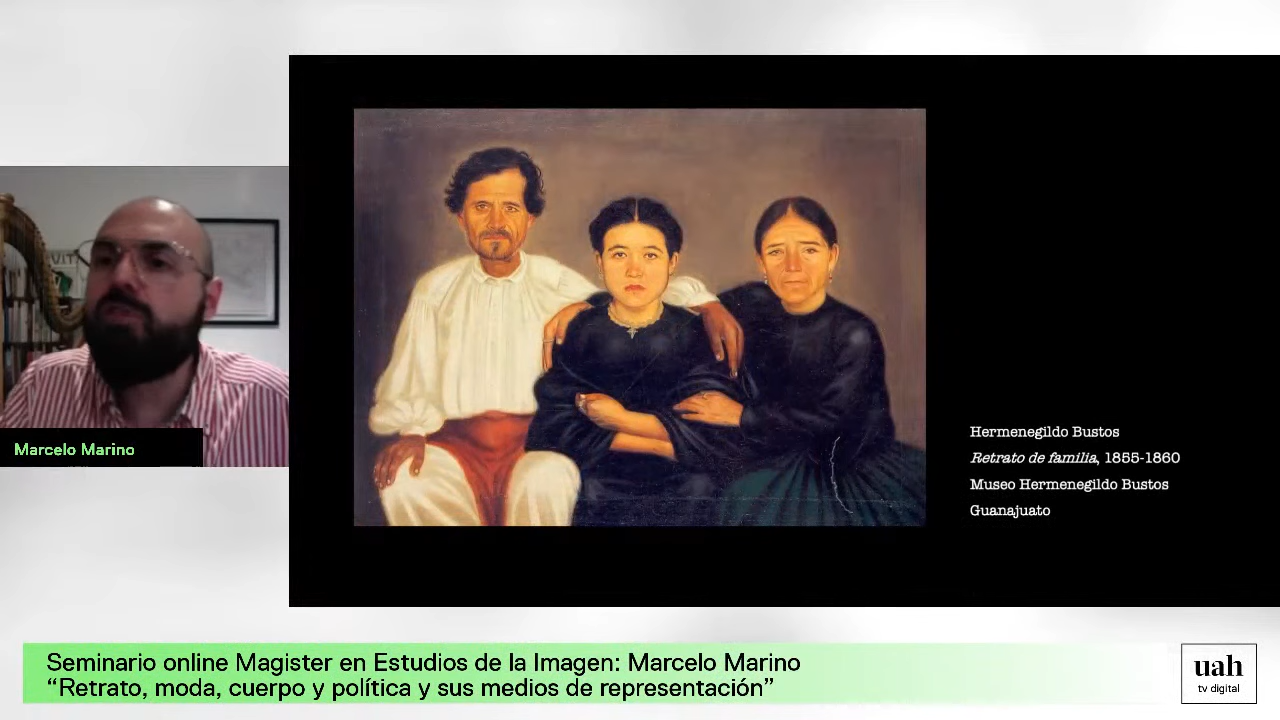 Marcelo Marino
Hermenegildo Bustos
Retrato de familia, 1855-1860
Museo Hermenegildo Bustos
Guanajuato
Seminario online Magister en Estudios de la Imagen: Marcelo Marino
“Retrato, moda, cuerpo y política y sus medios de representación”
uah
tv digital